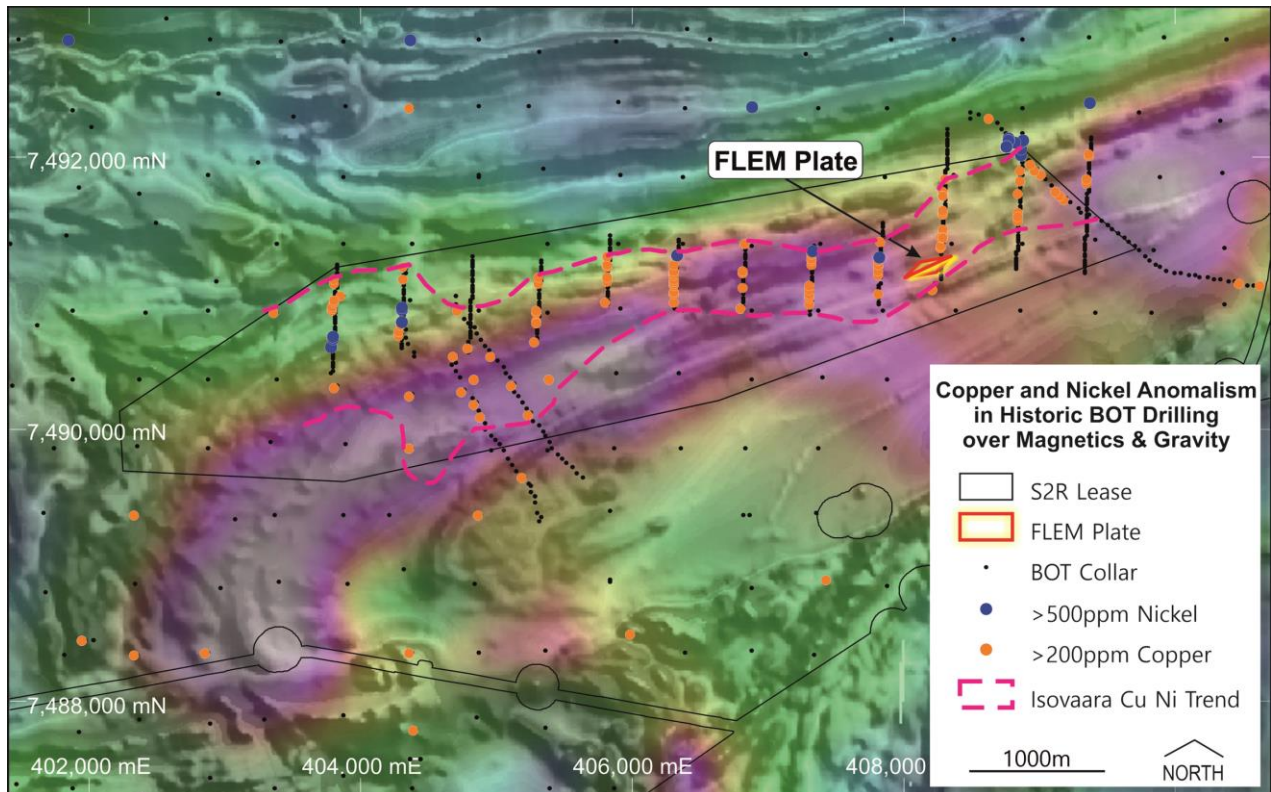 7,492,000 mN
FLEM Plate
7,490,000 mN
7,488,000 mN
402,000 mE
404,000 mE
406,000 mE
408,000
Copper and Nickel Anomalism
in Historic BOT Drilling
over Magnetics & Gravity
S2R Lease
FLEM Plate
BOT Collar
>500ppm Nickel
>200ppm Copper
Isovaara Cu Ni Trend
1000m
NORTH